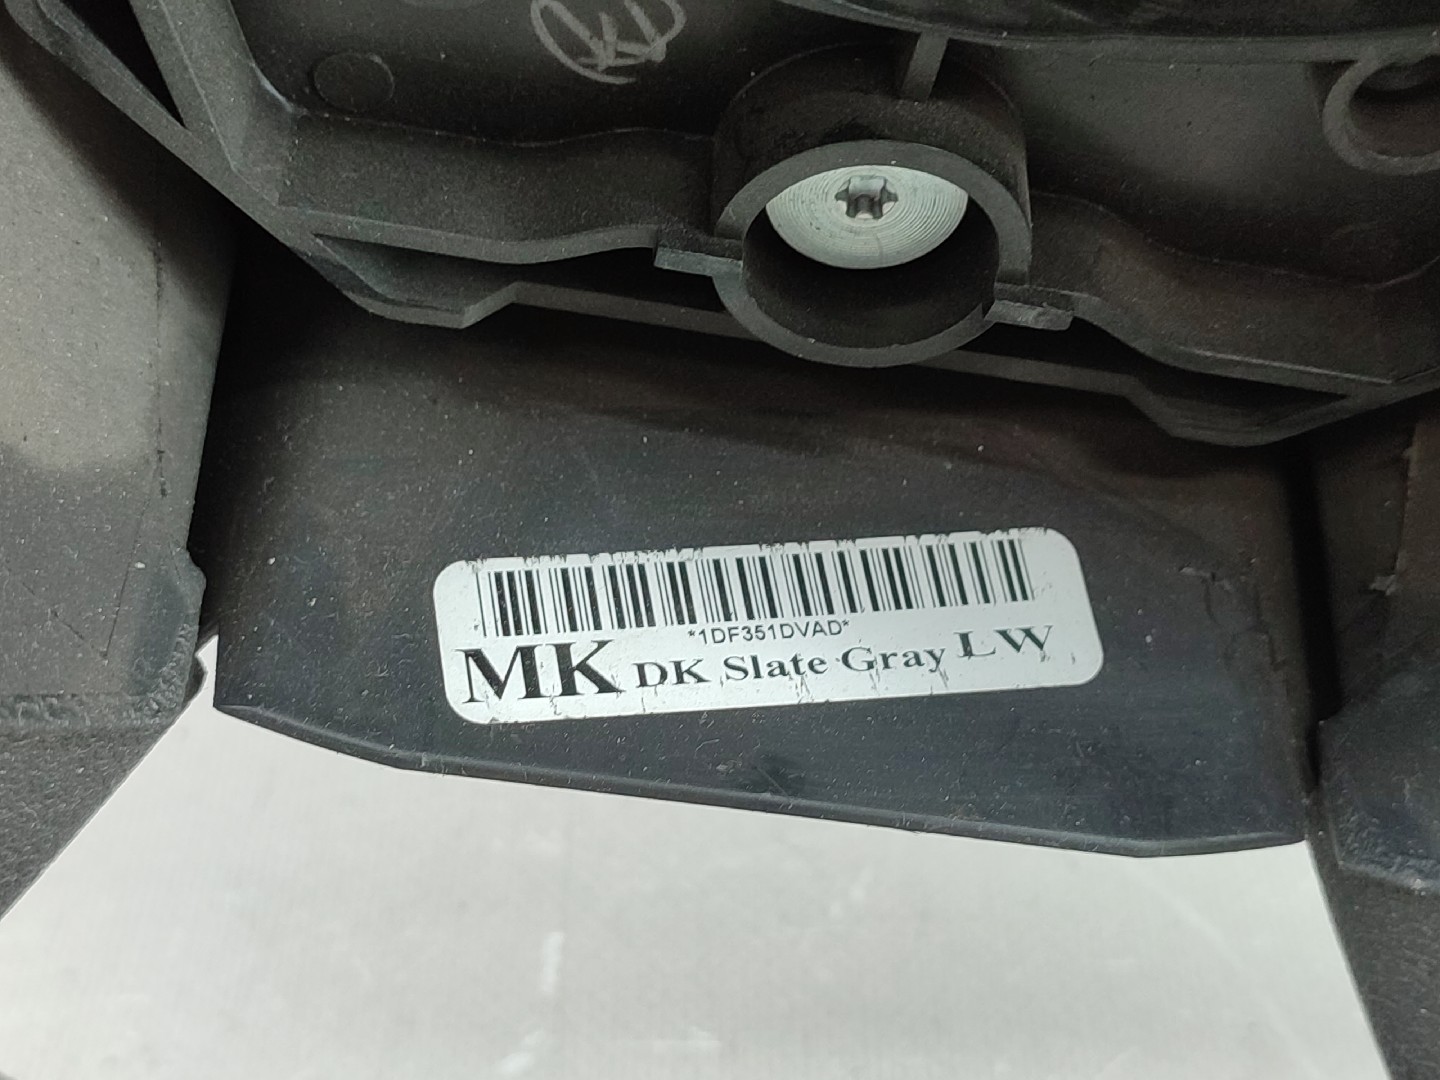 *1DF351DVAD*
MK DK Slate Gray LW